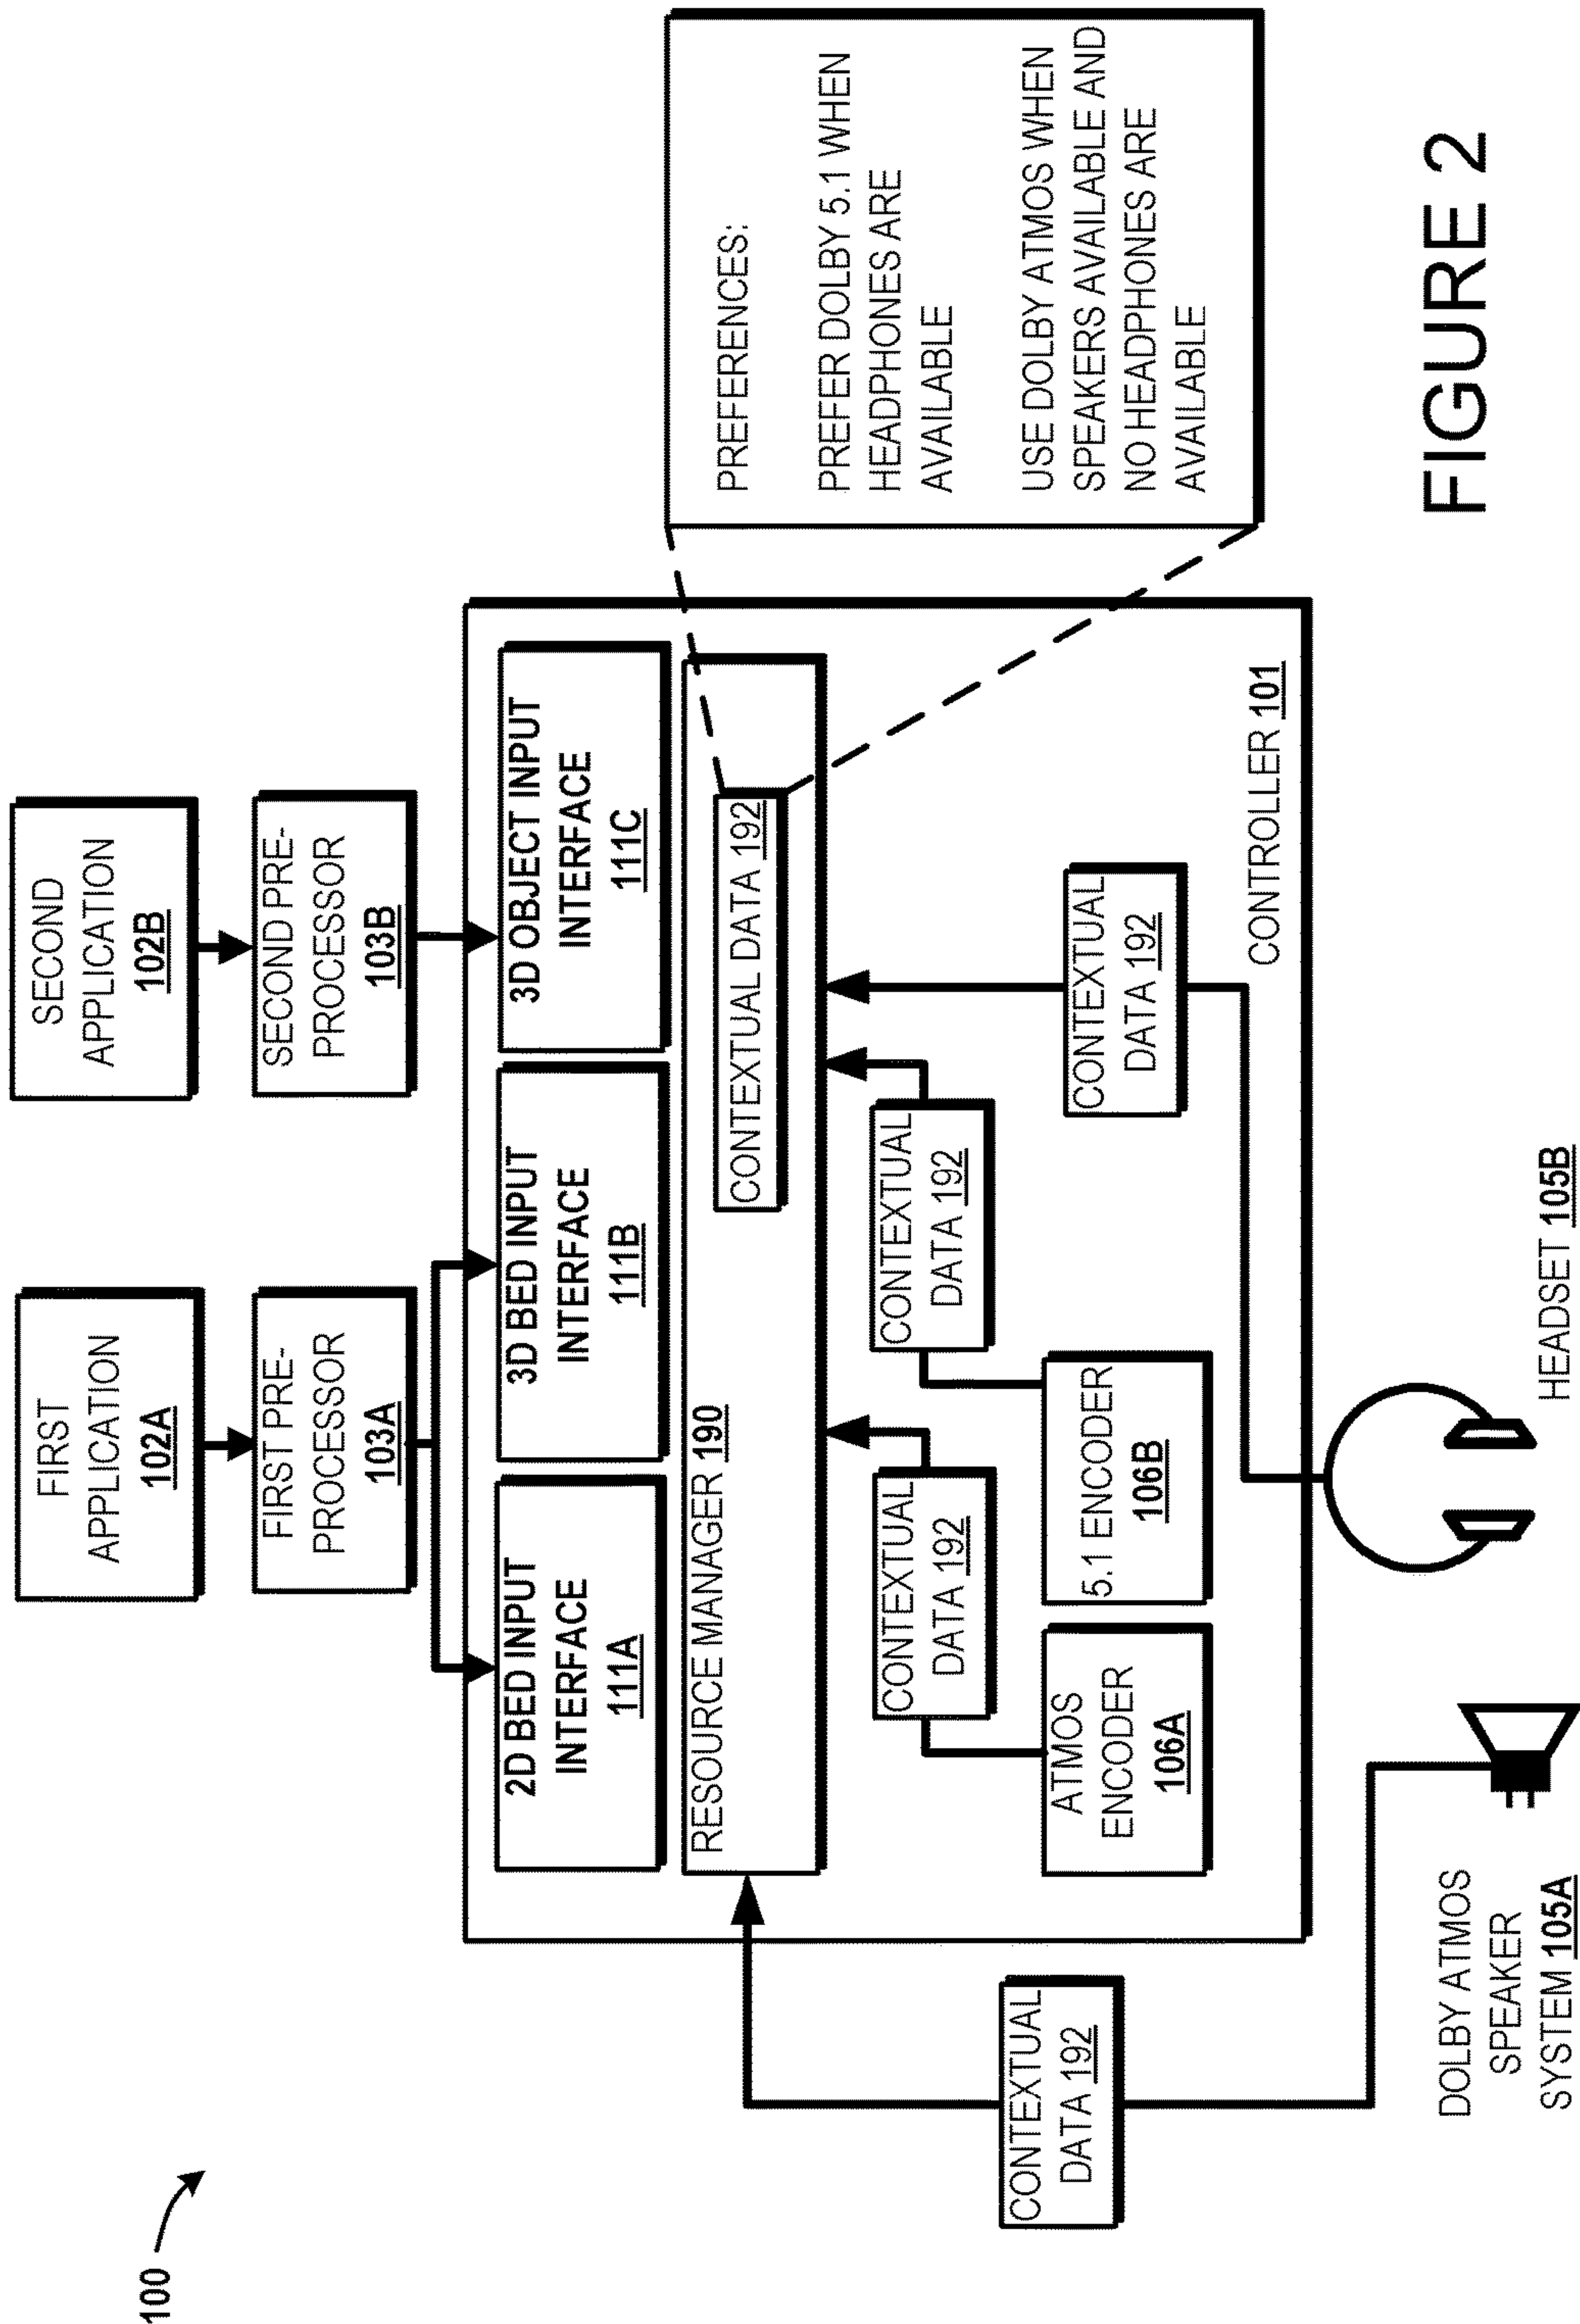 100
FIRST
APPLICATION
102A
SECOND
APPLICATION
102B
FIRST PRE-
PROCESSOR
103A
SECOND PRE-
PROCESSOR
103B
2D BED INPUT
INTERFACE
111A
3D BED INPUT
INTERFACE
111B
3D OBJECT INPUT
INTERFACE
111C
RESOURCE MANAGER 190
CONTEXTUAL DATA 192
PREFERENCES:
PREFER DOLBY 5.1 WHEN
HEADPHONES ARE
AVAILABLE
USE DOLBY ATMOS WHEN
SPEAKERS AVAILABLE AND
NO HEADPHONES ARE
AVAILABLE
CONTEXTUAL
DATA 192
CONTEXTUAL
DATA 192
CONTEXTUAL
DATA 192
CONTEXTUAL
DATA 192
ATMOS
ENCODER
106A
5.1 ENCODER
106B
CONTROLLER 101
DOLBY ATMOS
SPEAKER
SYSTEM 105A
HEADSET 105B
FIGURE 2